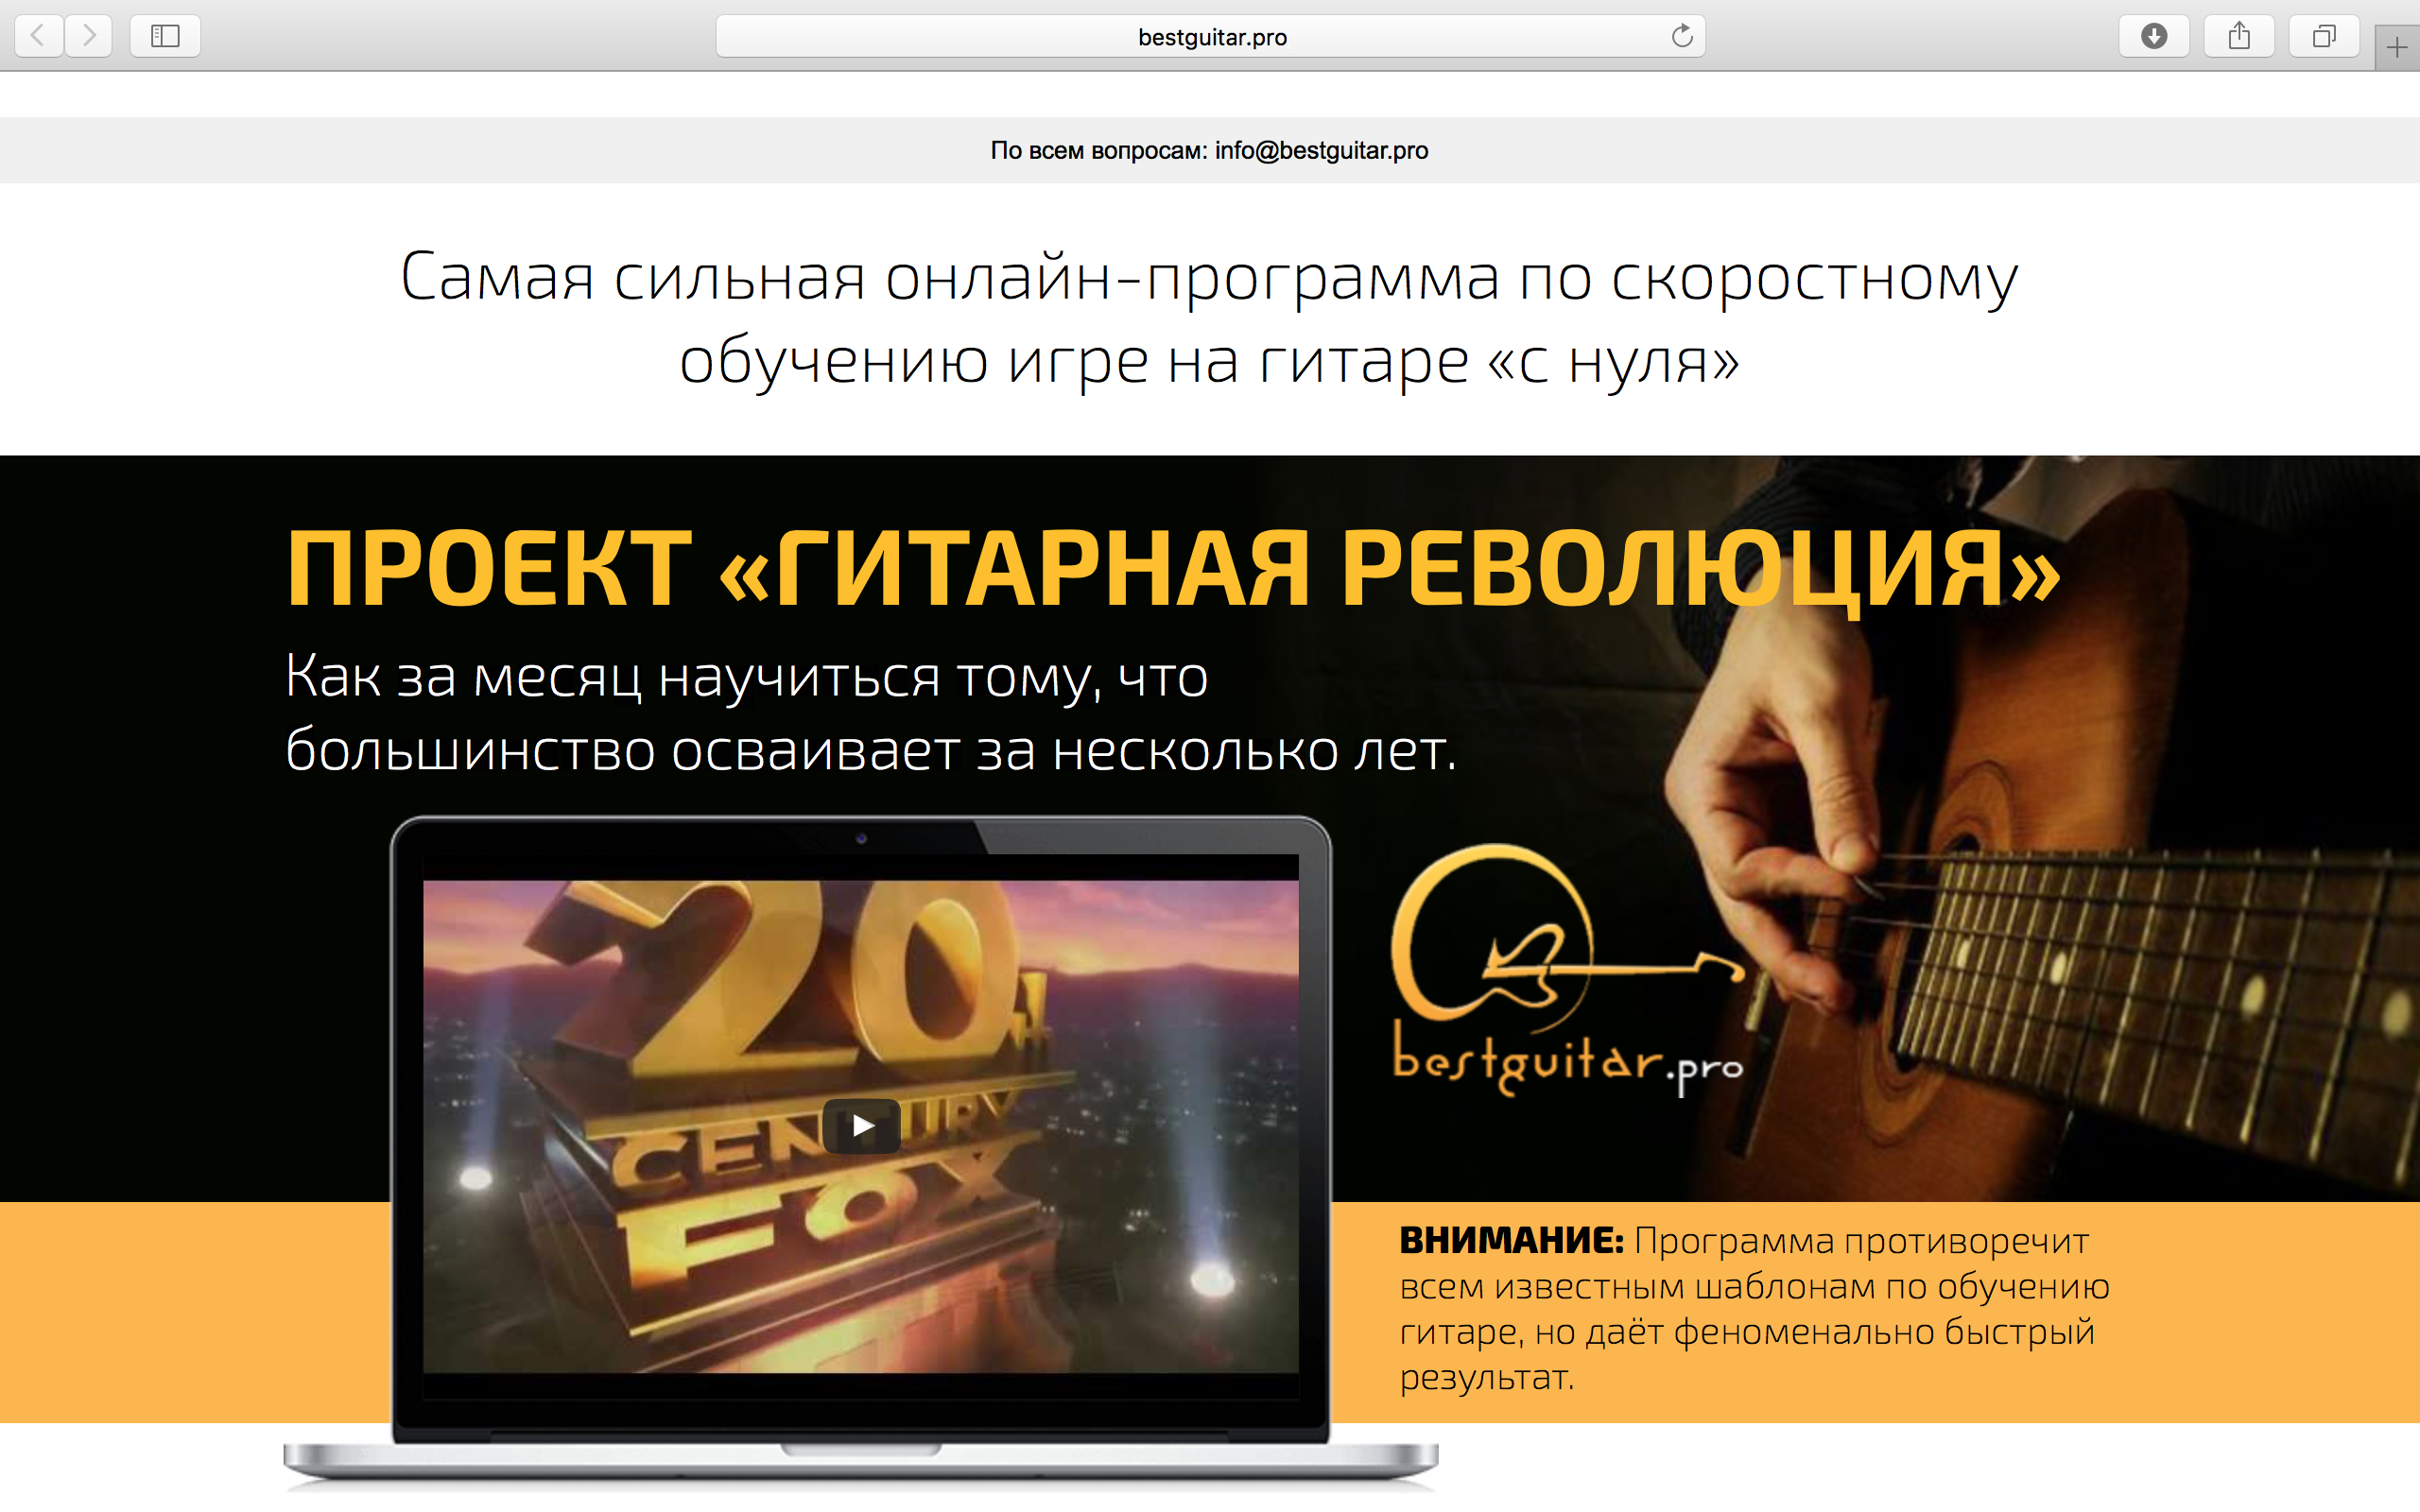 bestguitar.pro
По всем вопросам: info@bestguitar.pro
Самая сильная онлайн-программа по скоростному
обучению игре на гитаре «с нуля»
ПРОЕКТ «ГИТАРНАЯ РЕВОЛЮЦИЯ»
Как за месяц научиться тому, что
большинство осваивает за несколько лет.
20TH
CENTURY
FOX
bestguitar.pro
ВНИМАНИЕ: Программа противоречит
всем известным шаблонам по обучению
гитаре, но даёт феноменально быстрый
результат.